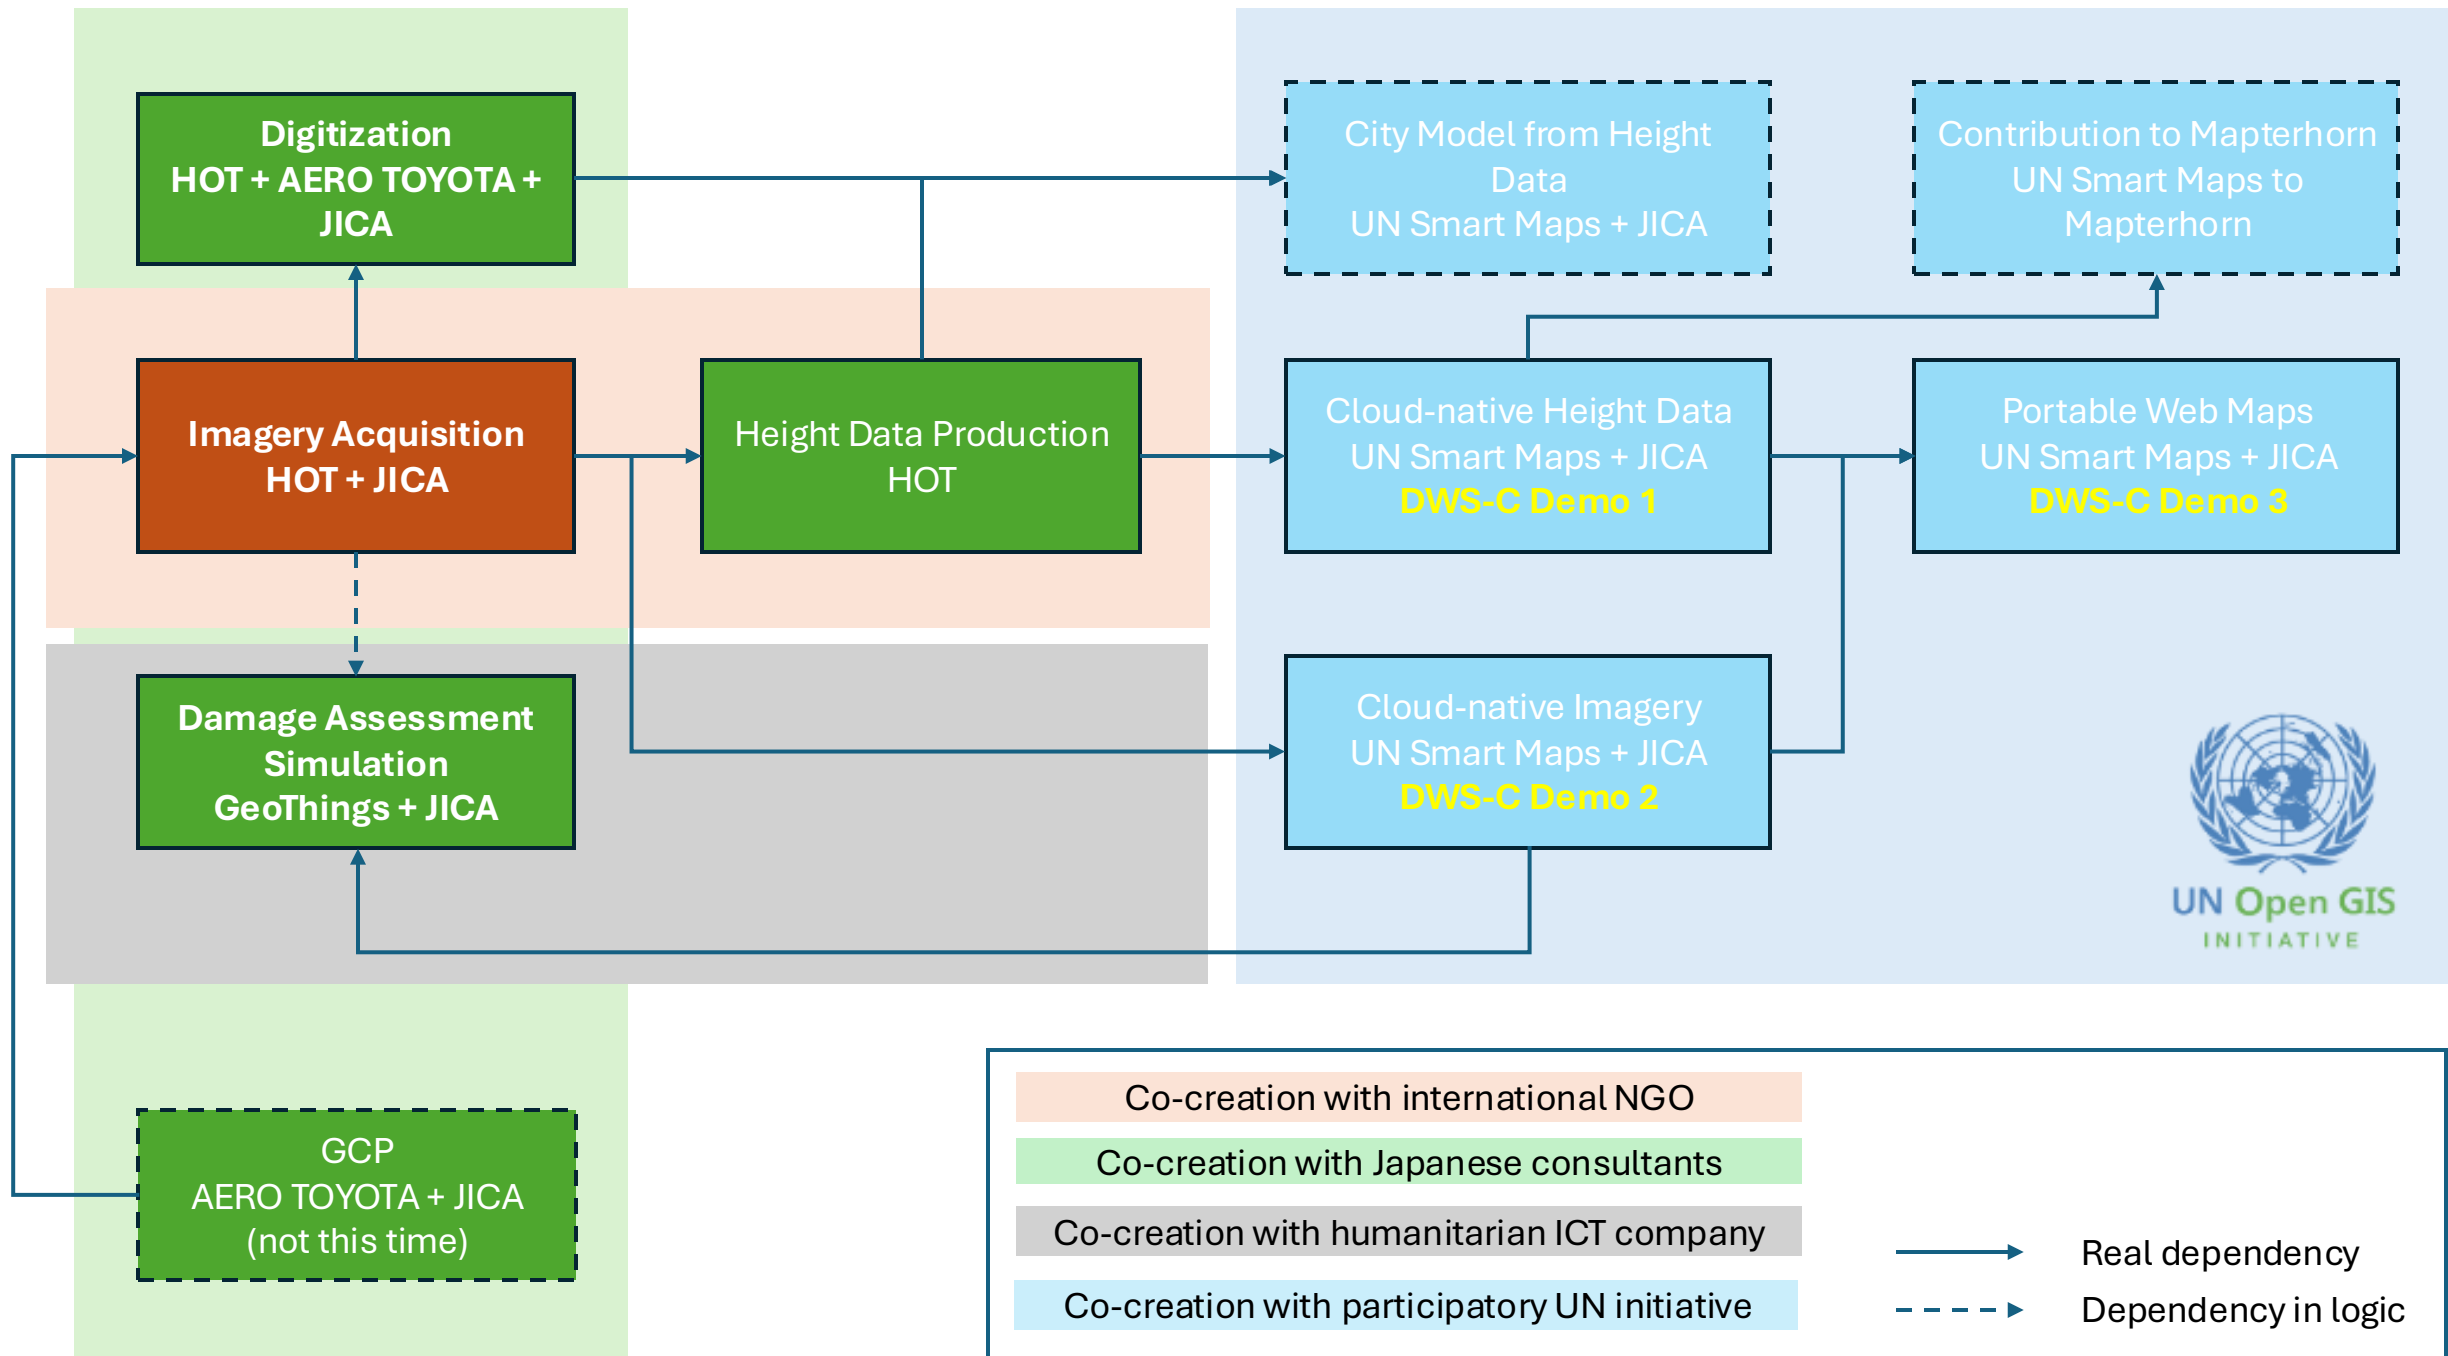 Digitization
HOT + AERO TOYOTA +
JICA
City Model from Height
Data
UN Smart Maps + JICA
Contribution to Mapterhorn
UN Smart Maps to
Mapterhorn
Imagery Acquisition
HOT + JICA
Height Data Production
HOT
Cloud-native Height Data
UN Smart Maps + JICA
DWS-C Demo 1
Portable Web Maps
UN Smart Maps + JICA
DWS-C Demo 3
Damage Assessment
Simulation
GeoThings + JICA
Cloud-native Imagery
UN Smart Maps + JICA
DWS-C Demo 2
UN Open GIS
INITIATIVE
GCP
AERO TOYOTA + JICA
(not this time)
Co-creation with international NGO
Co-creation with Japanese consultants
Co-creation with humanitarian ICT company
Co-creation with participatory UN initiative
Real dependency
Dependency in logic